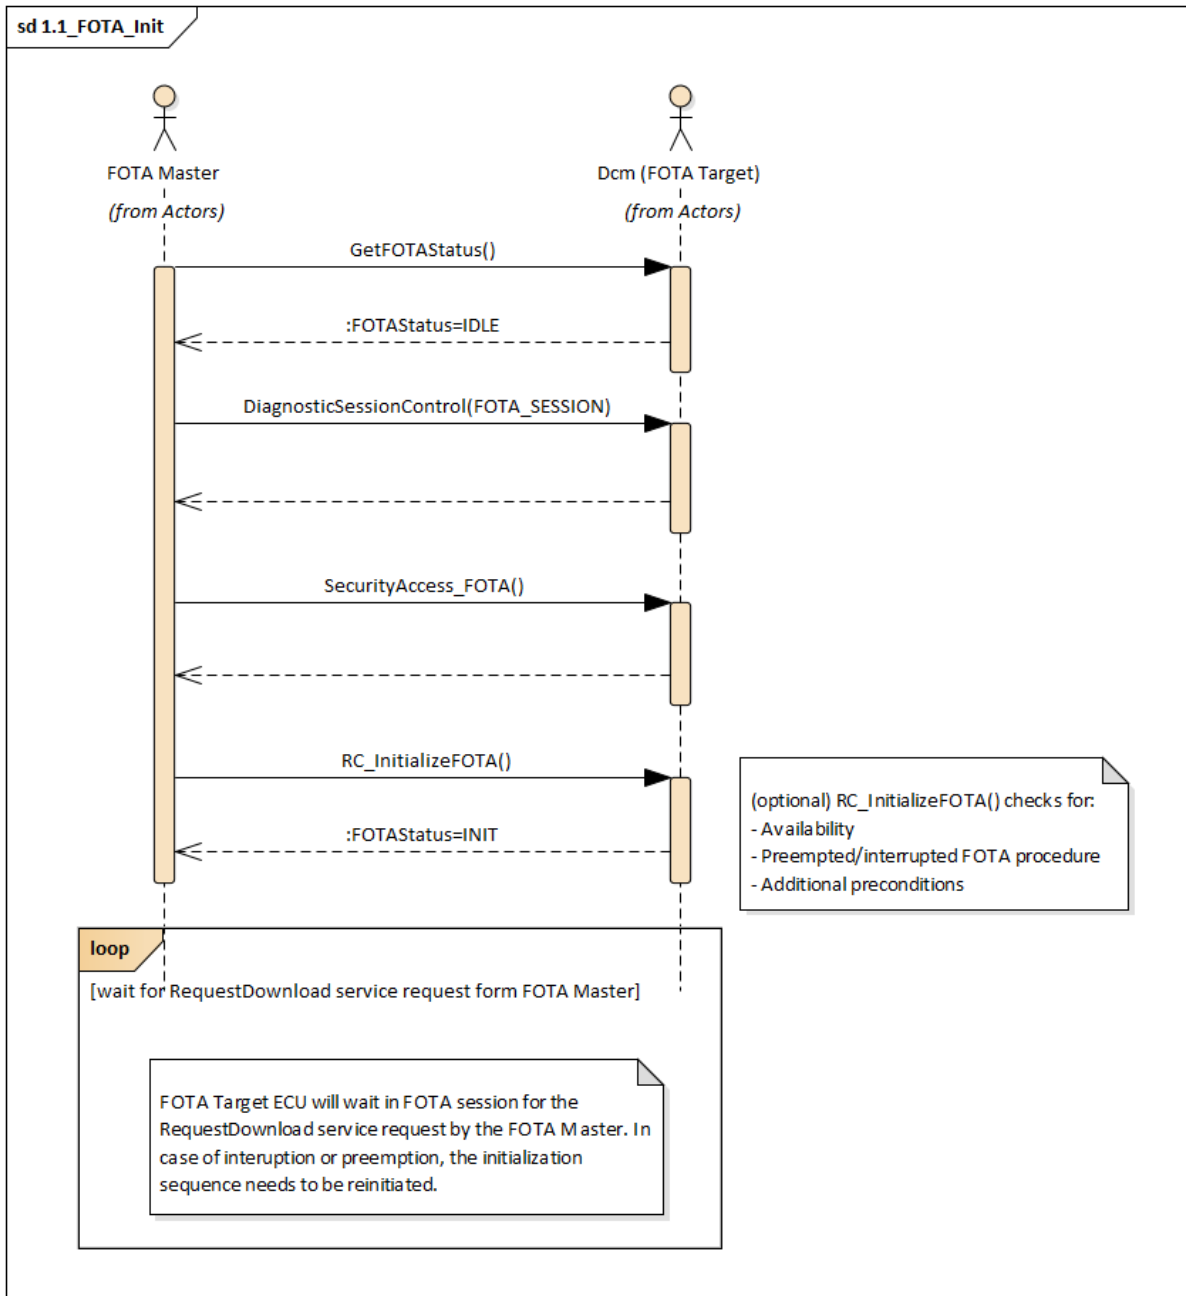 sd 1.1_FOTA_Init
FOTA Master
(from Actors)
Dcm (FOTA Target)
(from Actors)
GetFOTAStatus()
:FOTAStatus=IDLE
DiagnosticSessionControl(FOTA_SESSION)
SecurityAccess_FOTA()
RC_InitializeFOTA()
:FOTAStatus=INIT
(optional) RC_InitializeFOTA() checks for:
- Availability
- Preempted/interrupted FOTA procedure
- Additional preconditions
loop
[wait for RequestDownload service request form FOTA Master]
FOTA Target ECU will wait in FOTA session for the
RequestDownload service request by the FOTA Master. In
case of interuption or preemption, the initialization
sequence needs to be reinitiated.